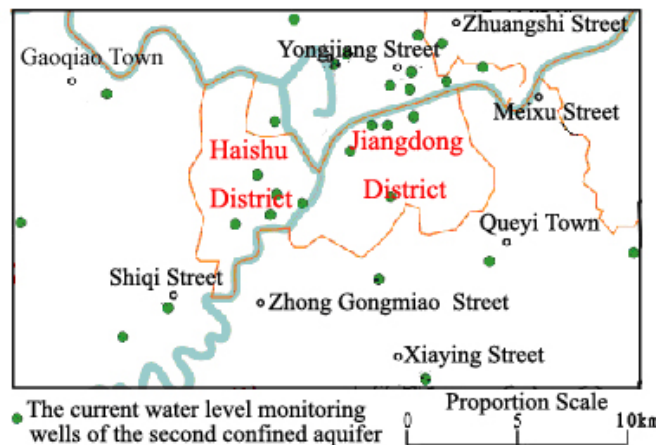 Zhuangshi Street
Yongjiang Street
Gaoqiao Town
Meixu Street
Haishu
District
Jiangdong
District
Queyi Town
Shiqi Street
Zhong Gongmiao Street
Xiaying Street
The current water level monitoring
wells of the second confined aquifer
Proportion Scale
0 5 10km